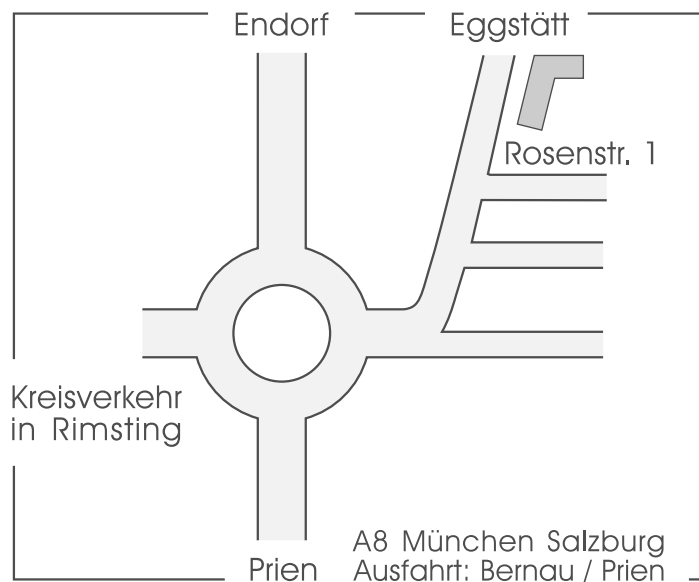 Endorf
Eggstätt
Rosenstr. 1
Kreisverkehr
in Rimsting
A8 München Salzburg
Prien
Ausfahrt: Bernau / Prien